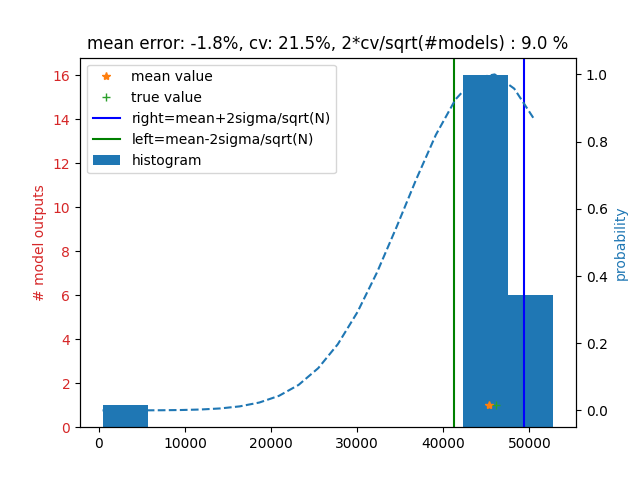 mean error: -1.8%, cv: 21.5%, 2*cv/sqrt(#models) : 9.0 %
mean value
true value
right=mean+2sigma/sqrt(N)
left=mean-2sigma/sqrt(N)
histogram
# model outputs
16
14
12
10
8
6
4
2
0
1.0
0.8
0.6
0.4
0.2
0.0
probability
0
10000
20000
30000
40000
50000